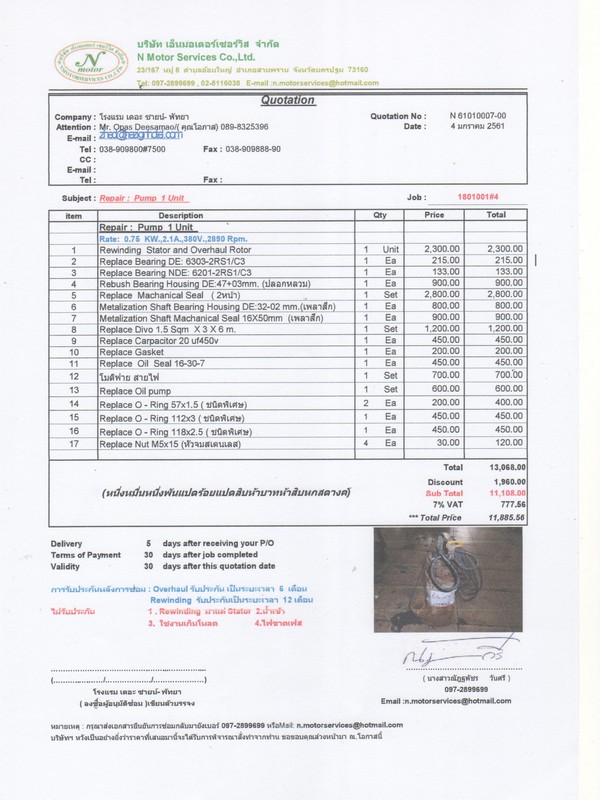 บริษัท เอ็นมอเตอร์เซอร์วิส จำกัด
N Motor Services Co.,Ltd.
23/187 หมู่ 8 ตำบลอ้อมใหญ่ อำเภอสามพราน จังหวัดนครปฐม 73160
Tel: 097-2899699 , 02-8116038 E-mail :n.motorservices@hotmail.com
N
motor
Quotation
Company : โรงแรม เดอะ ซายน์- พัทยา Quotation No : N 61010007-00
Attention : Mr. Opas Deesamao/( คุณโอภาส) 089-8325396 Date : 4 มกราคม 2561
E-mail :
Tel : 038-909800#7500 Fax : 038-909888-90
CC :
E-mail :
Tel : Fax :
Subject : Repair : Pump 1 Unit Job : 1801001#4
item Description Qty Price Total
Repair : Pump 1 Unit
Rate: 0.75 KW.,2.1A.,380V.,2890 Rpm.
1 Rewinding Stator and Overhaul Rotor 1 Unit 2,300.00 2,300.00
2 Replace Bearing DE: 6303-2RS1/C3 1 Ea 215.00 215.00
3 Replace Bearing NDE: 6201-2RS1/C3 1 Ea 133.00 133.00
4 Rebush Bearing Housing DE:47+03mm. (ปลอกหลวม) 1 Ea 900.00 900.00
5 Replace Machanical Seal ( 2หน้า) 1 Set 2,800.00 2,800.00
6 Metalization Shaft Bearing Housing DE:32-02 mm.(เพลาสึก) 1 Ea 800.00 800.00
7 Metalization Shaft Machanical Seal 16X50mm (เพลาสึก) 1 Ea 900.00 900.00
8 Replace Divo 1.5 Sqm X 3 X 6 m. 1 Set 1,200.00 1,200.00
9 Replace Carpacitor 20 uf450v 1 Ea 450.00 450.00
10 Replace Gasket 1 Ea 200.00 200.00
11 Replace Oil Seal 16-30-7 1 Ea 450.00 450.00
12 โมดิฟาย สายไฟ 1 Set 700.00 700.00
13 Replace Oil pump 1 Set 600.00 600.00
14 Replace O - Ring 57x1.5 ( ชนิดพิเศษ) 2 Ea 200.00 400.00
15 Replace O - Ring 112x3 ( ชนิดพิเศษ) 1 Ea 450.00 450.00
16 Replace O - Ring 118x2.5 ( ชนิดพิเศษ) 1 Ea 450.00 450.00
17 Replace Nut M5x15 (หัวจมสเตนเลส) 4 Ea 30.00 120.00
Total 13,068.00
Discount 1,960.00
(หนึ่งหมื่นหนึ่งพันแปดร้อยแปดสิบห้าบาทห้าสิบหกสตางค์) Sub Total 11,108.00
7% VAT 777.56
*** Total Price 11,885.56
Delivery 5 days after receiving your P/O
Terms of Payment 30 days after job completed
Validity 30 days after this quotation date
การรับประกันหลังการซ่อม : Overhaul รับประกัน เป็นระยะเวลา 6 เดือน
Rewinding รับประกันเป็นระยะเวลา 12 เดือน
ไม่รับประกัน 1 . Rewinding เฉพาะ Stator 2.น้ำเข้า
3. ใช้งานเกินโหลด 4.ไฟขาดเฟส
(............../............../..............)
โรงแรม เดอะ ซายน์- พัทยา
( ลงชื่อผู้อนุมัติซ่อม )เขียนตัวบรรจง
( นางสาวณัฏฐพัชร วันศรี )
097-2899699
Email :n.motorservices@hotmail.com
หมายเหตุ : กรุณาส่งเอกสารยืนยันการซ่อมกลับมายังเบอร์ 097-2899699 หรือMail: n.motorservices@hotmail.com
บริษัทฯ หวังเป็นอย่างยิ่งว่าราคาที่เสนอมานี้จะได้รับการพิจารณาสั่งทำจากท่าน ขอขอบคุณล่วงหน้ามา ณ.โอกาสนี้